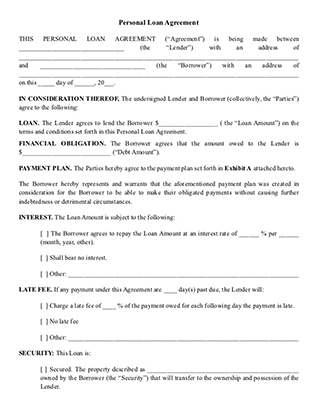 Personal Loan Agreement
THIS PERSONAL LOAN AGREEMENT ("Agreement") is being made between
______________________________ (the "Lender") with an address of
______________________________________________________________
and ______________________ (the "Borrower") with an address of
______________________________________________________________
on this _____ day of ______, 20___.
IN CONSIDERATION THEREOF, The undersigned Lender and Borrower (collectively, the "Parties")
agree to the following:
LOAN. The Lender agrees to lend the Borrower $________________ ( the "Loan Amount") on the
terms and conditions set forth in this Personal Loan Agreement.
FINANCIAL OBLIGATION. The Borrower agrees that the amount owed to the Lender is
$________________________ ("Debt Amount").
PAYMENT PLAN. The Parties hereby agree to the payment plan set forth in Exhibit A attached hereto.
The Borrower hereby represents and warrants that the aforementioned payment plan was created in
consideration for the Borrower to be able to make their obligated payments without causing further
indebtedness or detrimental circumstances.
INTEREST. The Loan Amount is subject to the following:
[ ] The Borrower agrees to repay the Loan Amount at an interest rate of ______ % per ______
(month, year, other).
[ ] Shall bear no interest.
[ ] Other: ______________________________________________________
LATE FEE. If any payment under this Agreement are ____ day(s) past due, the Lender will:
[ ] Charge a late fee of ____ % of the payment owed for each following day the payment is late.
[ ] No late fee
[ ] Other: ______________________________________________________
SECURITY: This Loan is:
[ ] Secured. The property described as ________________________________
owned by the Borrower (the "Security") that will transfer to the ownership and possession of the
Lender.